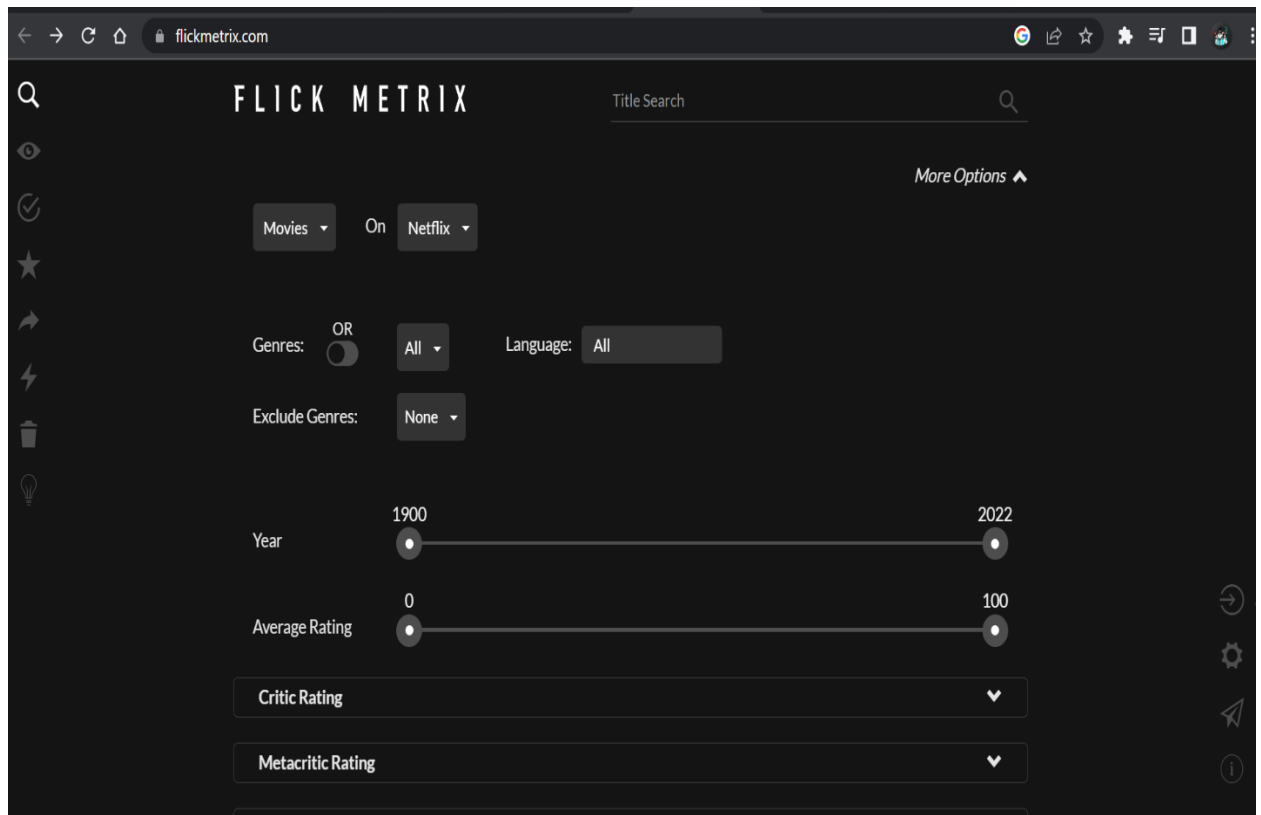 flickmetrix.com
FLICK METRIX
Title Search
More Options
Movies On Netflix
OR
Genres: All Language: All
Exclude Genres: None
1900 2022
Year
0 100
Average Rating
Critic Rating
Metacritic Rating